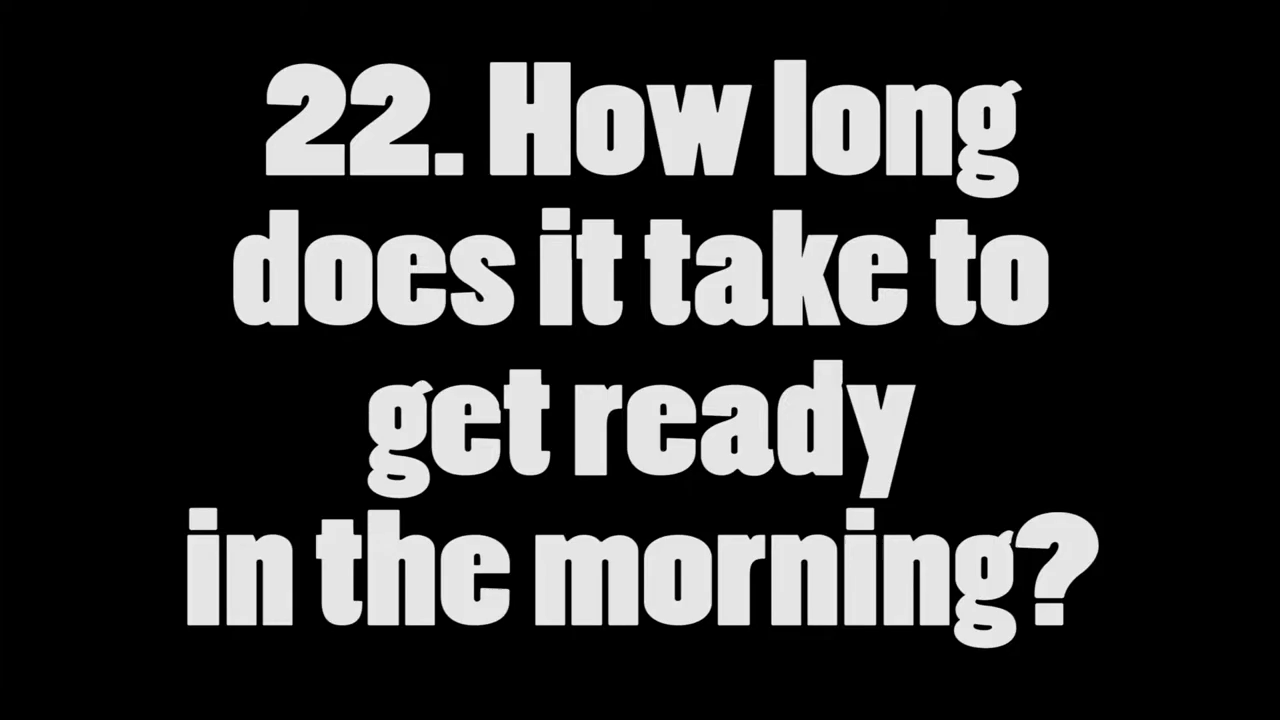 22. How long
does it take to
get ready
in the morning?